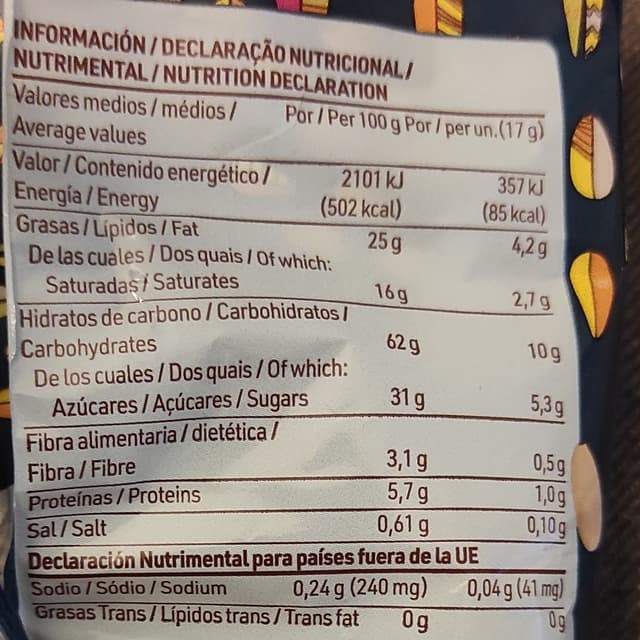 INFORMACIÓN / DECLARAÇÃO NUTRICIONAL /
NUTRIMENTAL / NUTRITION DECLARATION
Valores medios / médios / Por / Per 100 g Por / per un. (17 g)
Average values
Valor / Contenido energético / 2101 kJ 357 kJ
Energía / Energy (502 kcal) (85 kcal)
Grasas / Lípidos / Fat 25 g 4,2 g
De las cuales / Dos quais / Of which:
Saturadas / Saturates 16 g 2,7 g
Hidratos de carbono / Carbohidratos /
Carbohydrates 62 g 10 g
De los cuales / Dos quais / Of which:
Azúcares / Açúcares / Sugars 31 g 5,3 g
Fibra alimentaria / dietética /
Fibra / Fibre 3,1 g 0,5 g
Proteínas / Proteins 5,7 g 1,0 g
Sal / Salt 0,61 g 0,10 g
Declaración Nutrimental para países fuera de la UE
Sodio / Sódio / Sodium 0,24 g (240 mg) 0,04 g (41 mg)
Grasas Trans / Lípidos trans / Trans fat 0 g 0 g